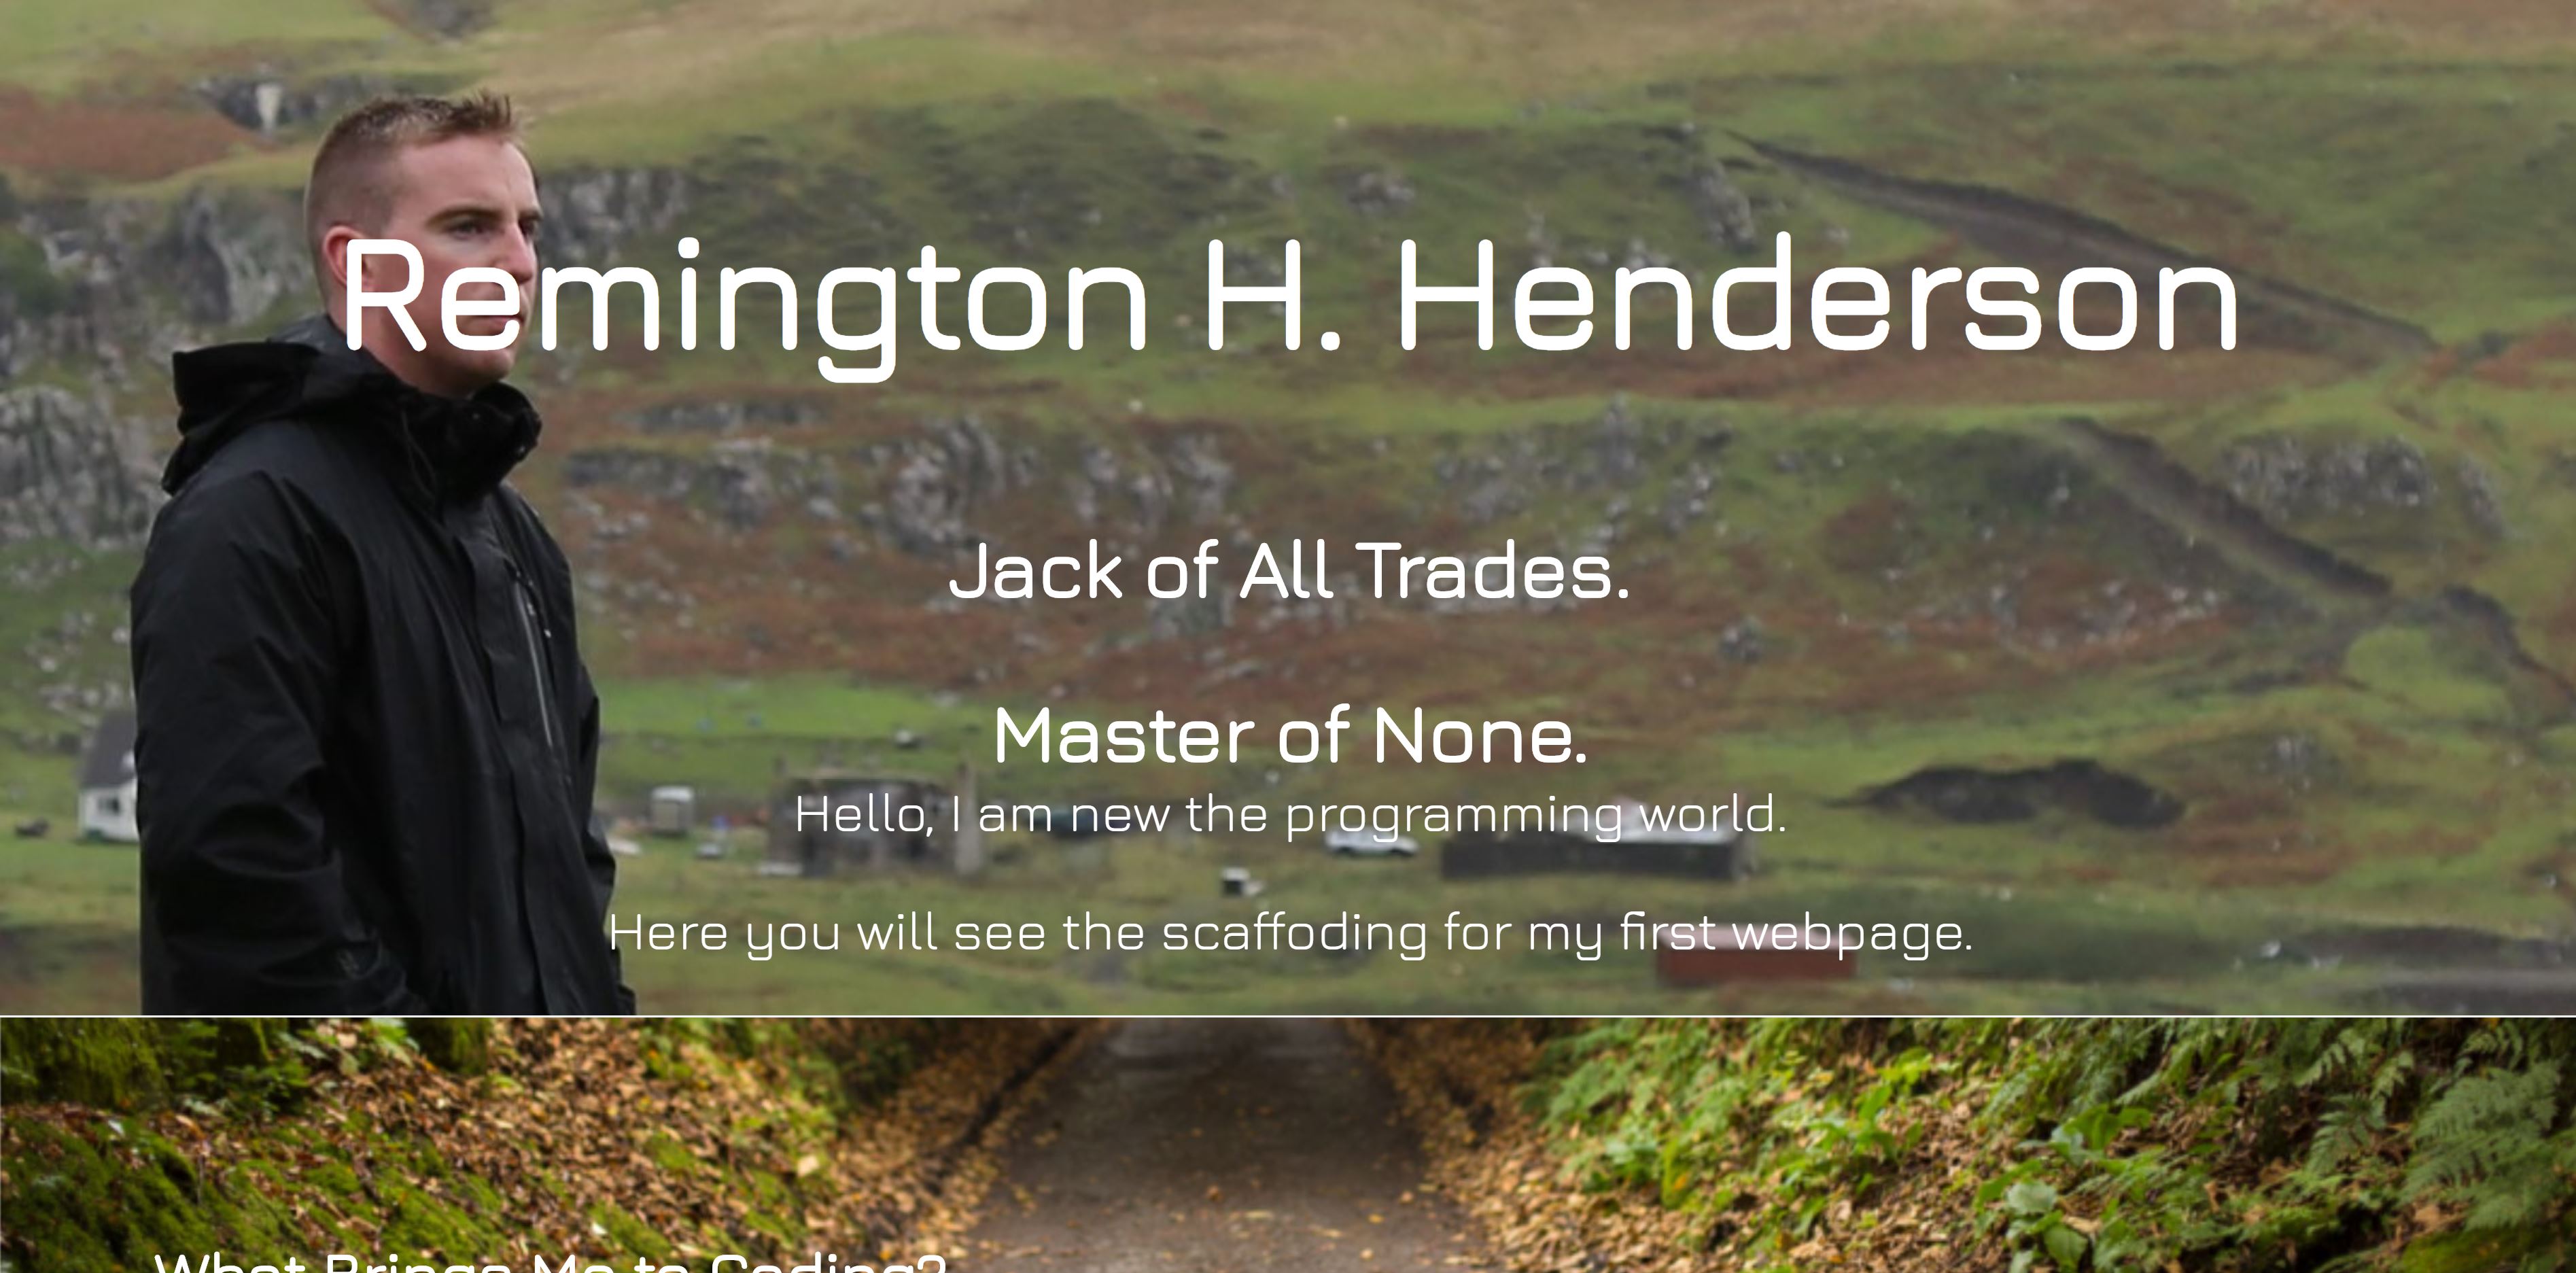 Remington H. Henderson
Jack of All Trades.
Master of None.
Hello, I am new the programming world.
Here you will see the scaffoding for my first webpage.
What Brings Me to Coding?